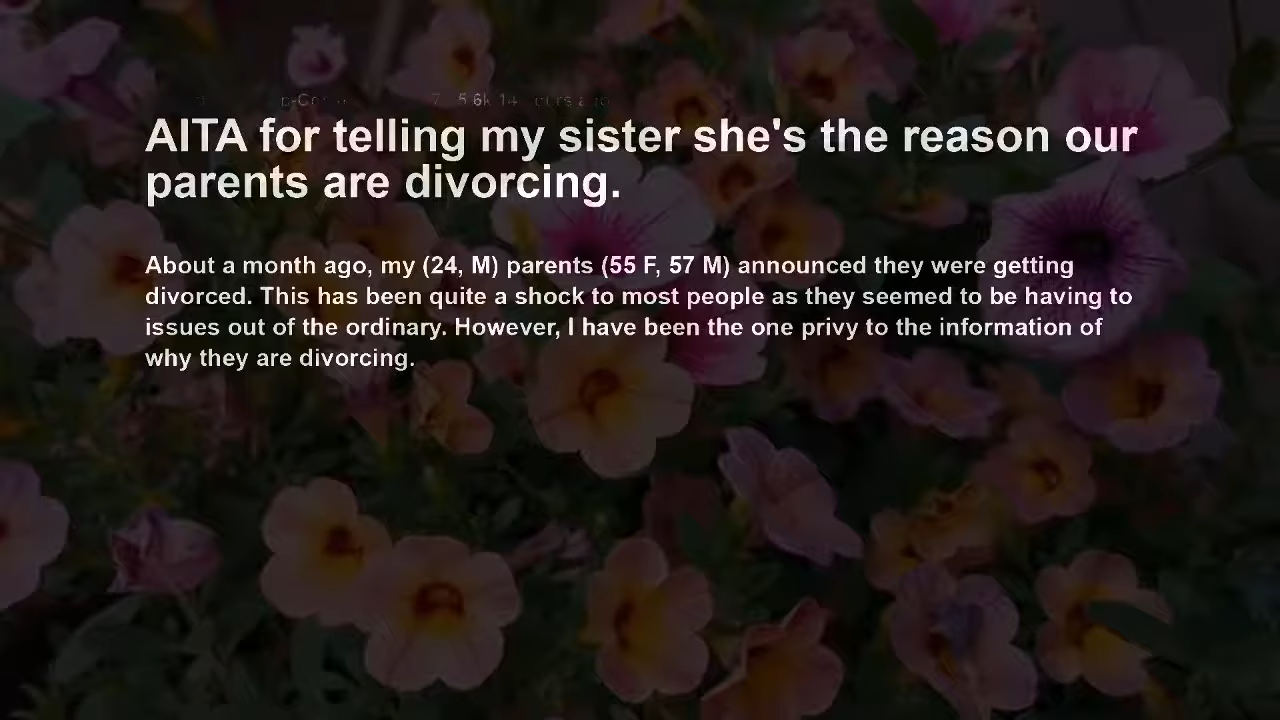 AITA for telling my sister she's the reason our
parents are divorcing.
About a month ago, my (24, M) parents (55 F, 57 M) announced they were getting
divorced. This has been quite a shock to most people as they seemed to be having to
issues out of the ordinary. However, I have been the one privy to the information of
why they are divorcing.